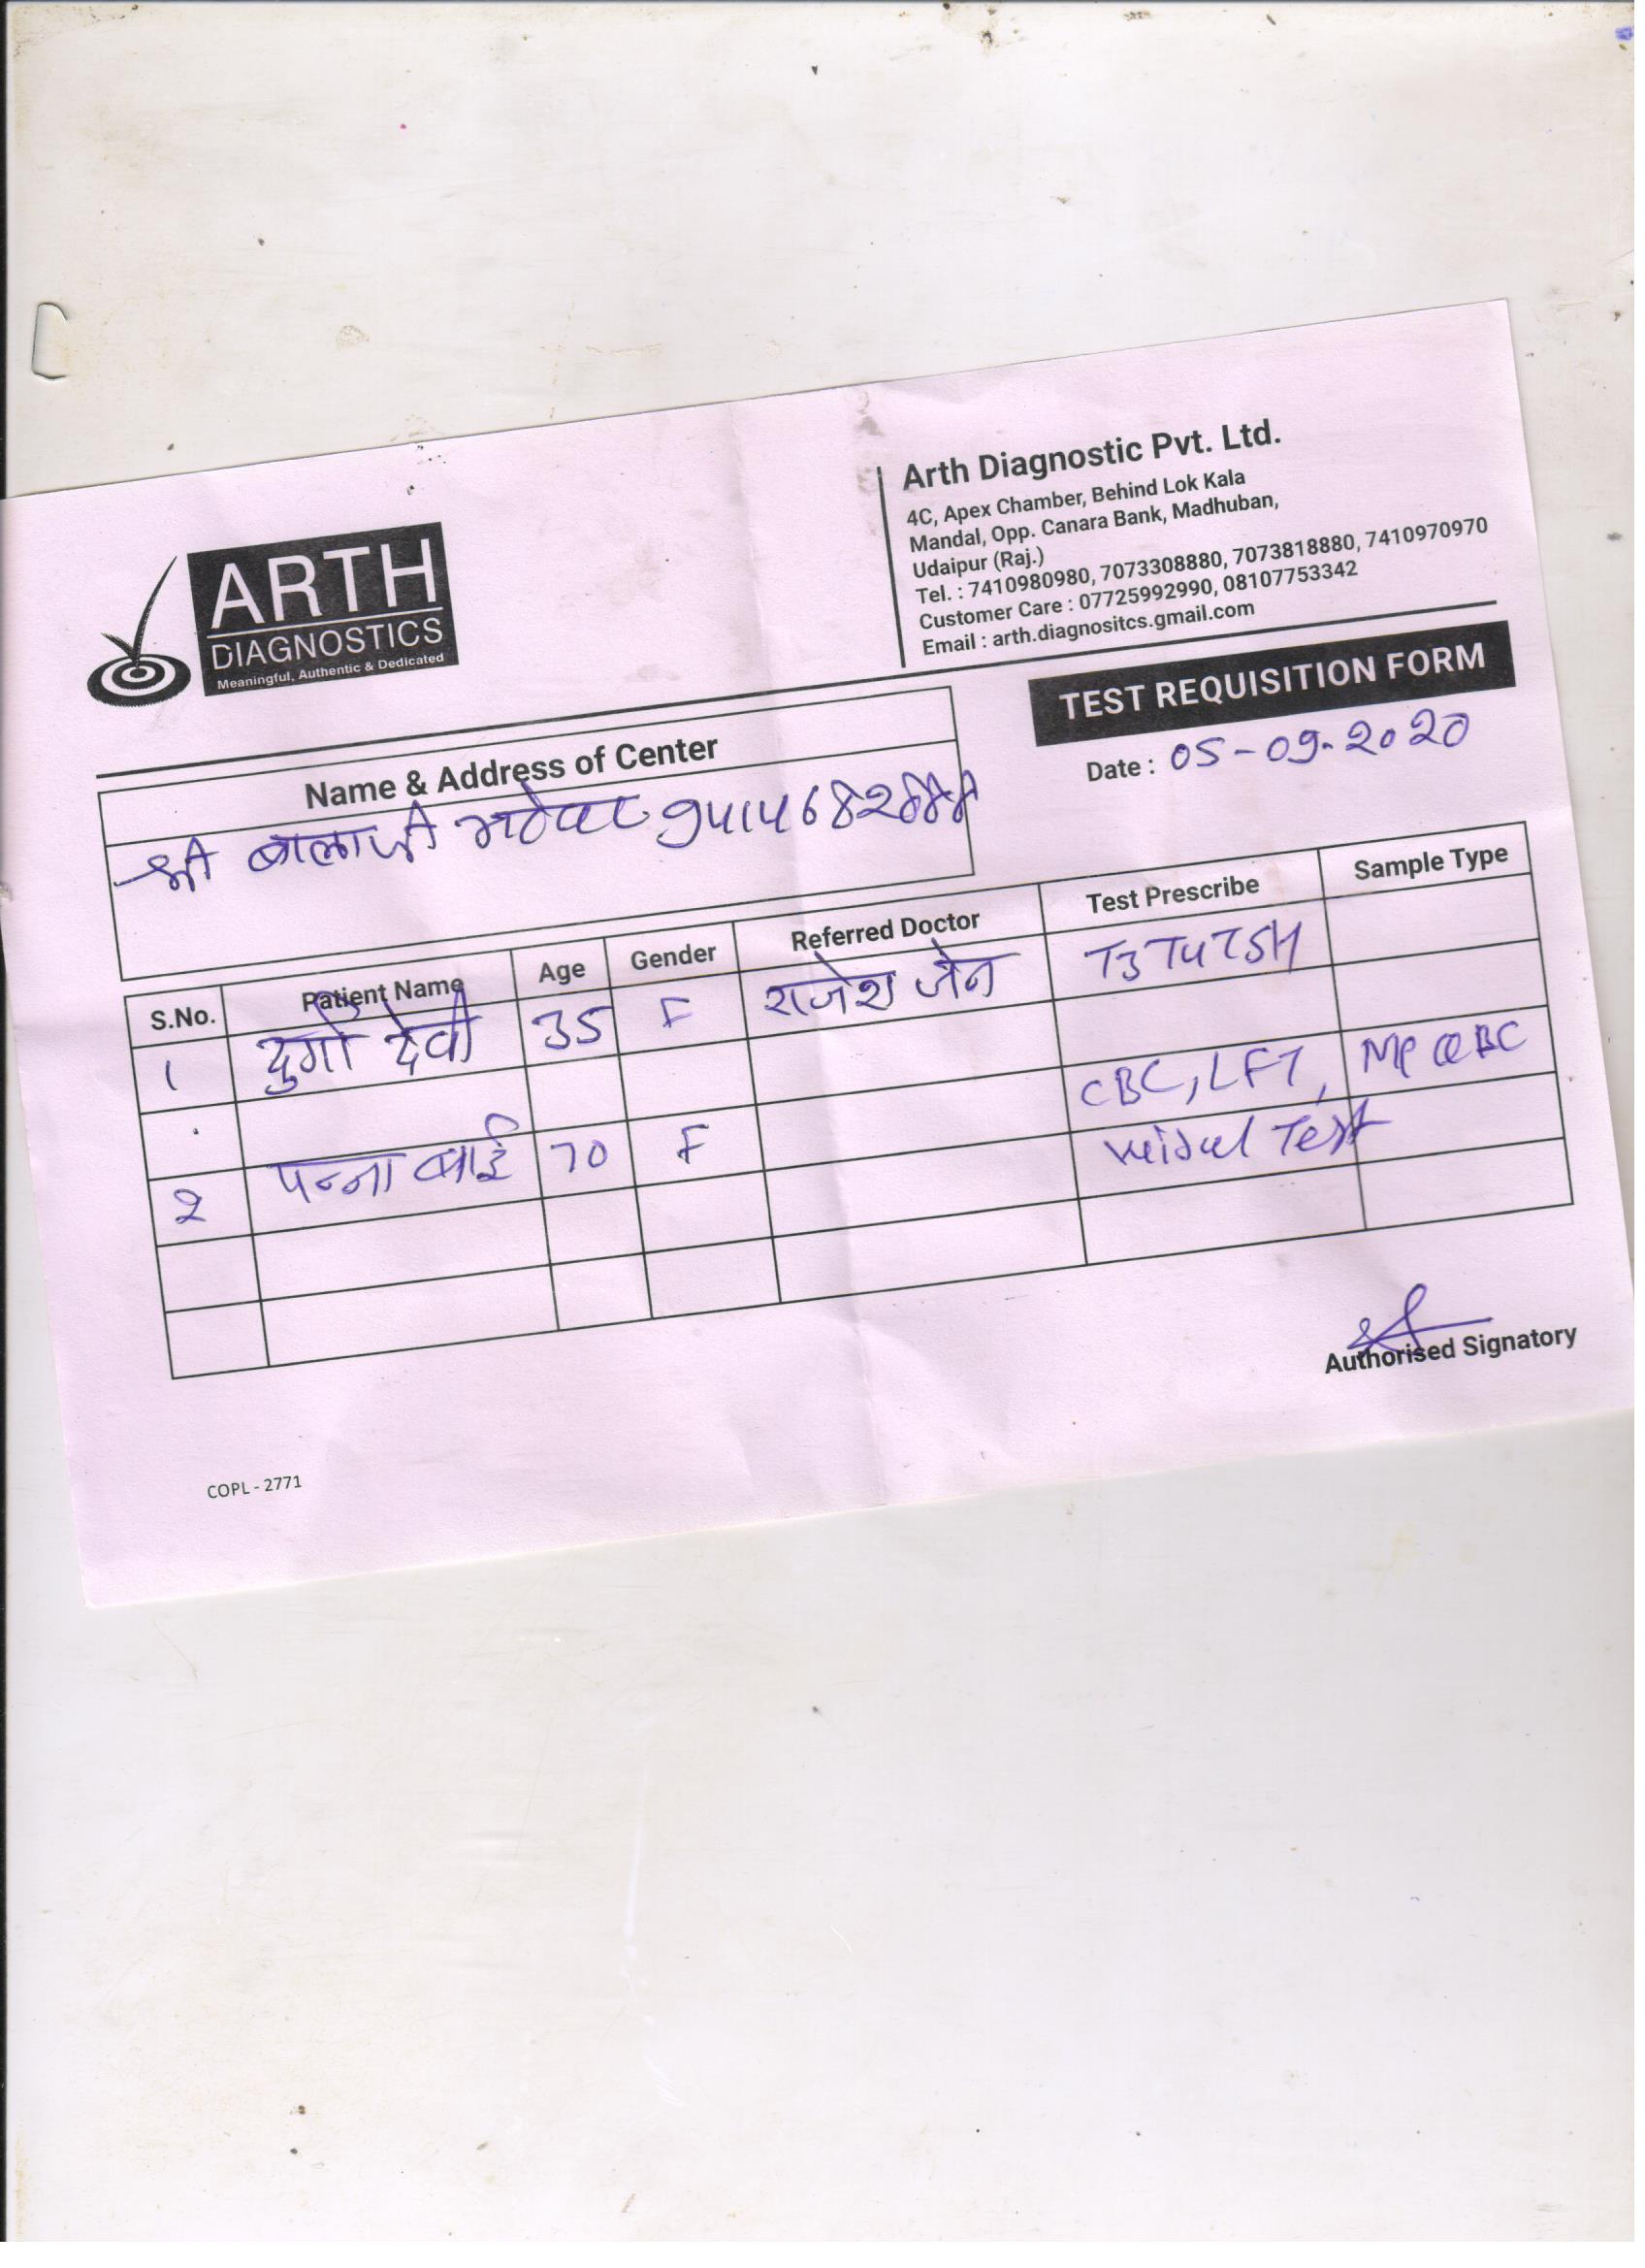 ARTH
DIAGNOSTICS
Meaningful, Authentic & Dedicated
Arth Diagnostic Pvt. Ltd.
4C, Apex Chamber, Behind Lok Kala
Mandal, Opp. Canara Bank, Madhuban,
Udaipur (Raj.)
Tel. : 7410980980, 7073308880, 7073818880, 7410970970
Customer Care : 07725992990, 08107753342
Email : arth.diagnositcs.gmail.com
TEST REQUISITION FORM
Date : 05-09-2020
Name & Address of Center
श्री बालाजी
S.No. Patient Name Age Gender Referred Doctor Test Prescribe Sample Type
1 दुर्गा देवी 35 F राजेश जेन T3 T4 TSH
2 पन्ना बाई 70 F CBC, LFT, MP QBC
Test
Authorised Signatory
COPL - 2771